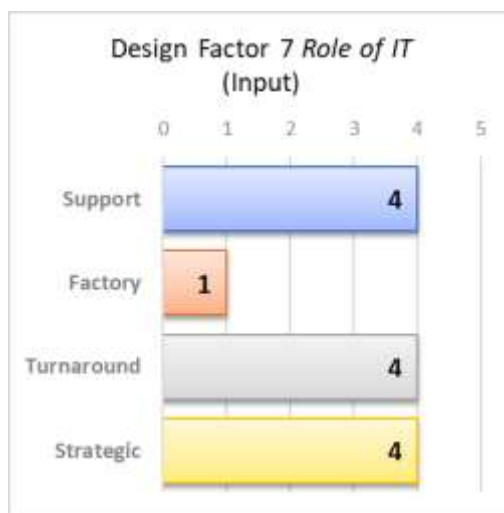 Design Factor 7 Role of IT
(Input)
0 1 2 3 4 5
Support 4
Factory 1
Turnaround 4
Strategic 4